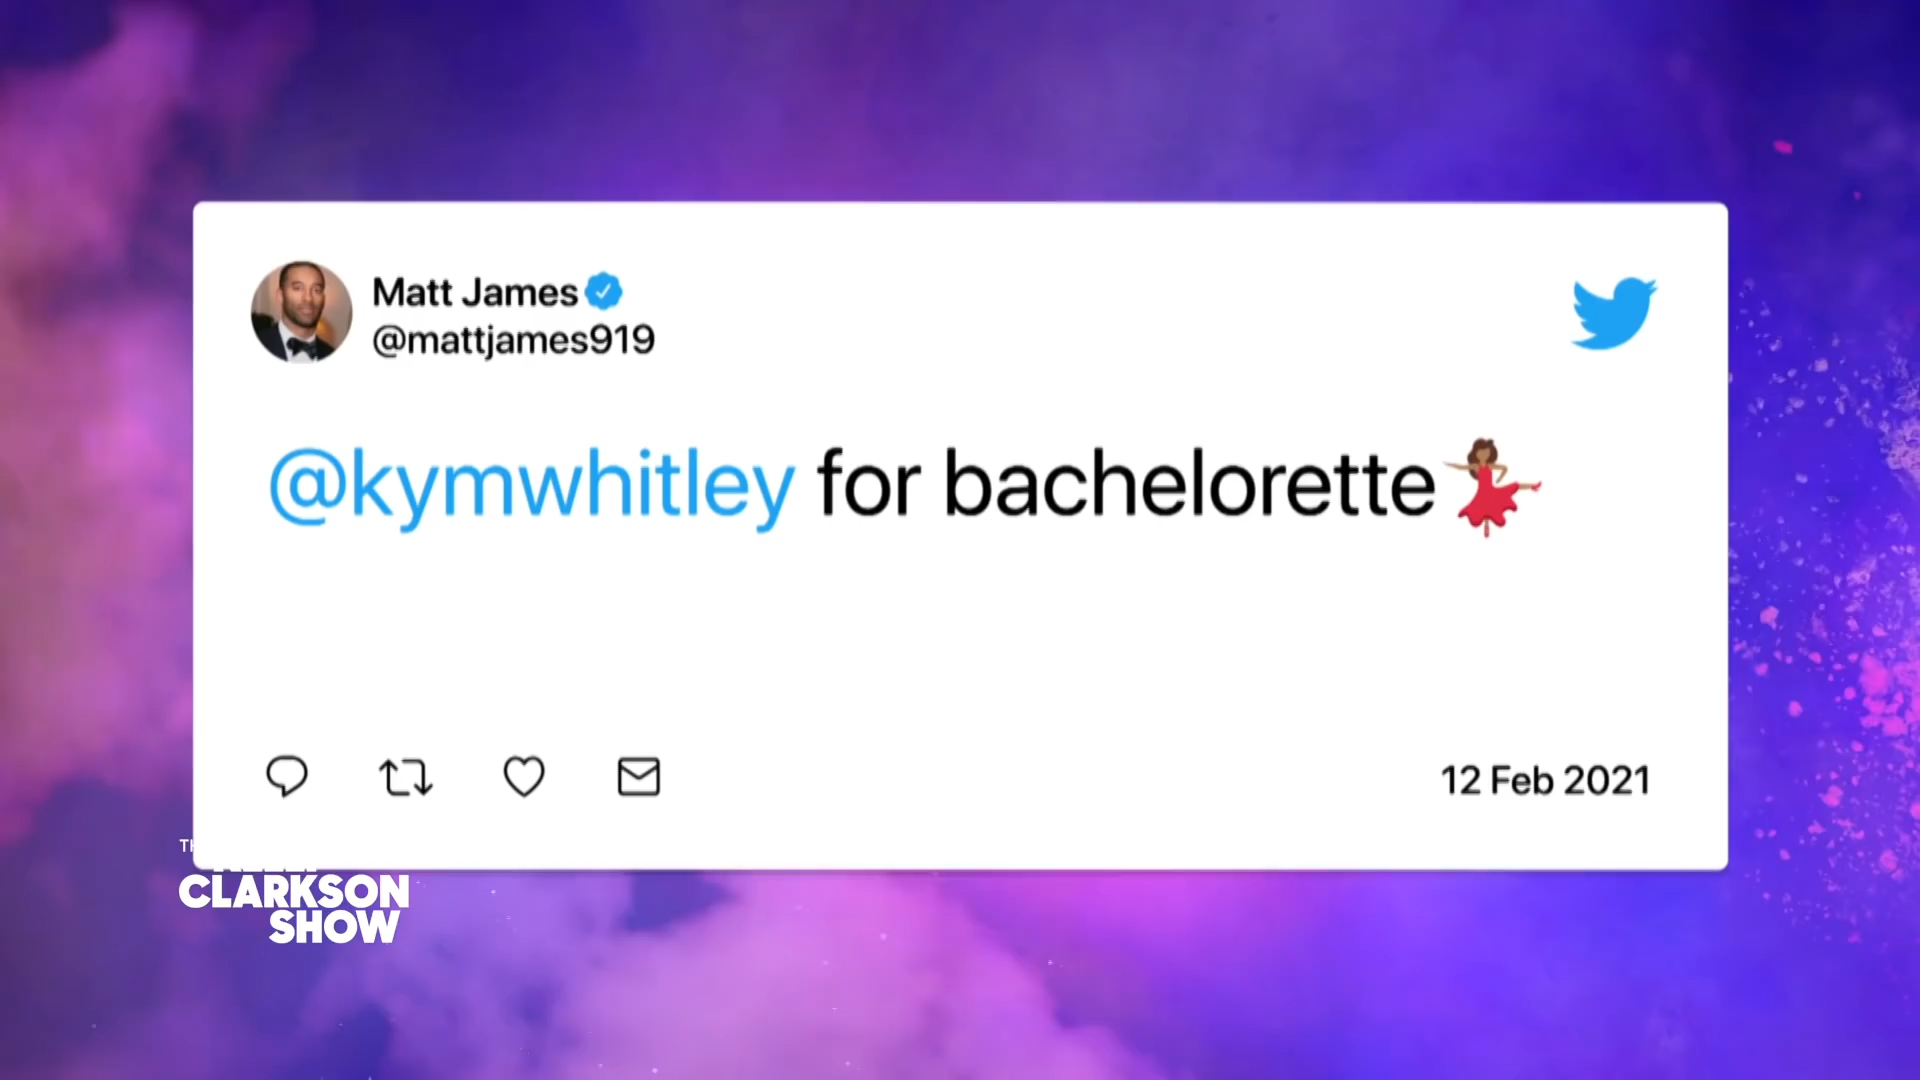 Matt James
@mattjames919
@kymwhitley for bachelorette💃🏽
12 Feb 2021
CLARKSON
SHOW